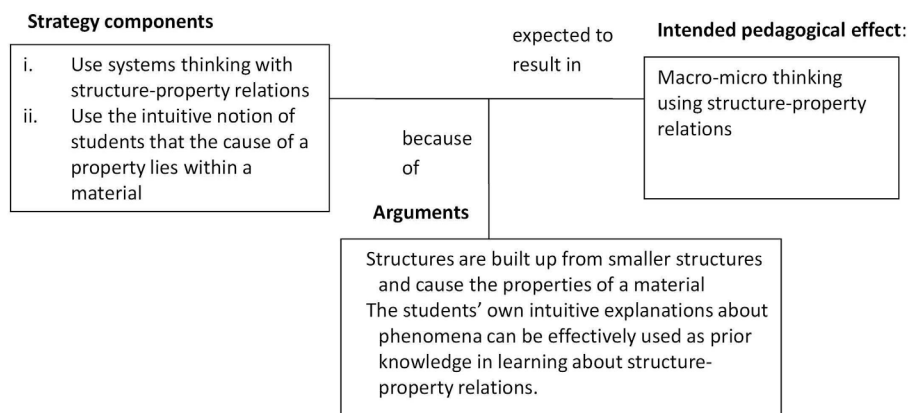 Strategy components
i. Use systems thinking with
structure-property relations
ii. Use the intuitive notion of
students that the cause of a
property lies within a
material
expected to
result in
Intended pedagogical effect:
Macro-micro thinking
using structure-property
relations
because
of
Arguments
Structures are built up from smaller structures
and cause the properties of a material
The students’ own intuitive explanations about
phenomena can be effectively used as prior
knowledge in learning about structure-
property relations.